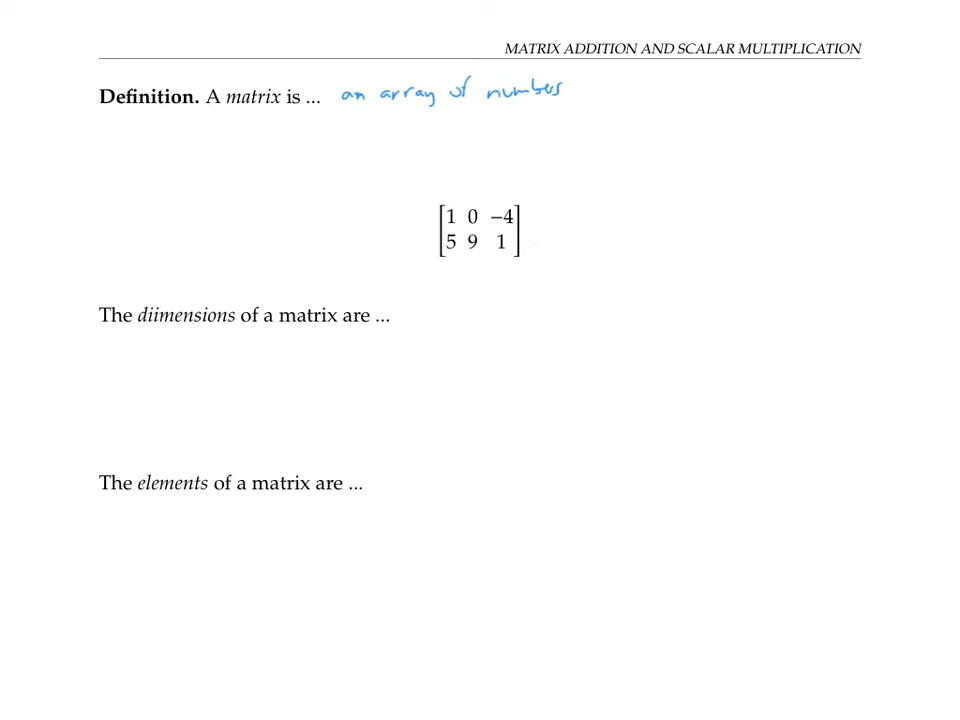 MATRIX ADDITION AND SCALAR MULTIPLICATION
Definition. A matrix is ... an array of numbers
1 0 −4
5 9 1
The diimensions of a matrix are ...
The elements of a matrix are ...